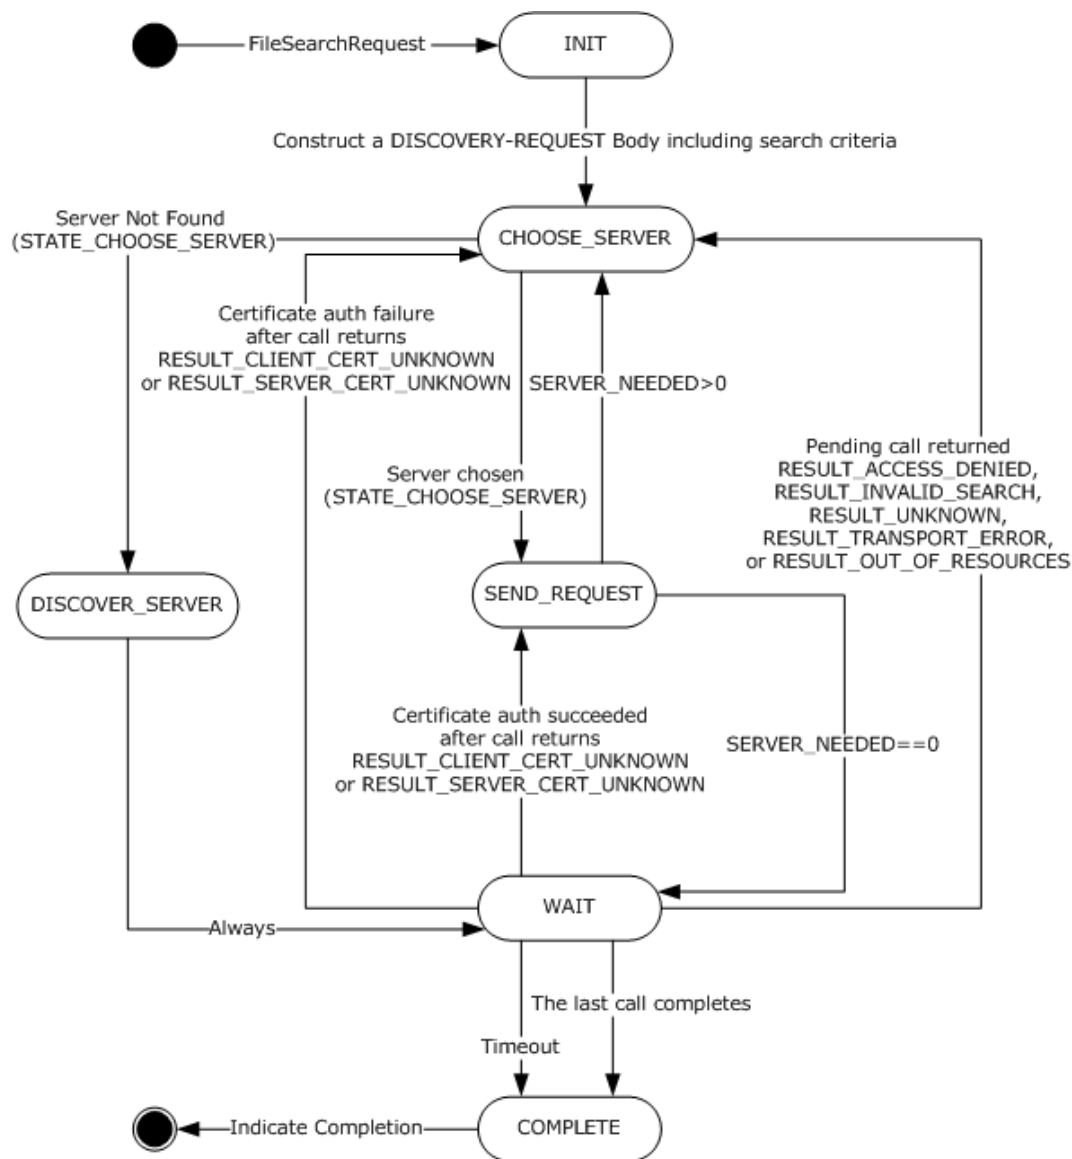 FileSearchRequest
INIT
Construct a DISCOVERY-REQUEST Body including search criteria
Server Not Found
(STATE_CHOOSE_SERVER)
CHOOSE_SERVER
Certificate auth failure
after call returns
RESULT_CLIENT_CERT_UNKNOWN
or RESULT_SERVER_CERT_UNKNOWN
SERVER_NEEDED>0
Server chosen
(STATE_CHOOSE_SERVER)
Pending call returned
RESULT_ACCESS_DENIED,
RESULT_INVALID_SEARCH,
RESULT_UNKNOWN,
RESULT_TRANSPORT_ERROR,
or RESULT_OUT_OF_RESOURCES
DISCOVER_SERVER
SEND_REQUEST
Certificate auth succeeded
after call returns
RESULT_CLIENT_CERT_UNKNOWN
or RESULT_SERVER_CERT_UNKNOWN
SERVER_NEEDED==0
WAIT
Always
The last call completes
Timeout
Indicate Completion
COMPLETE